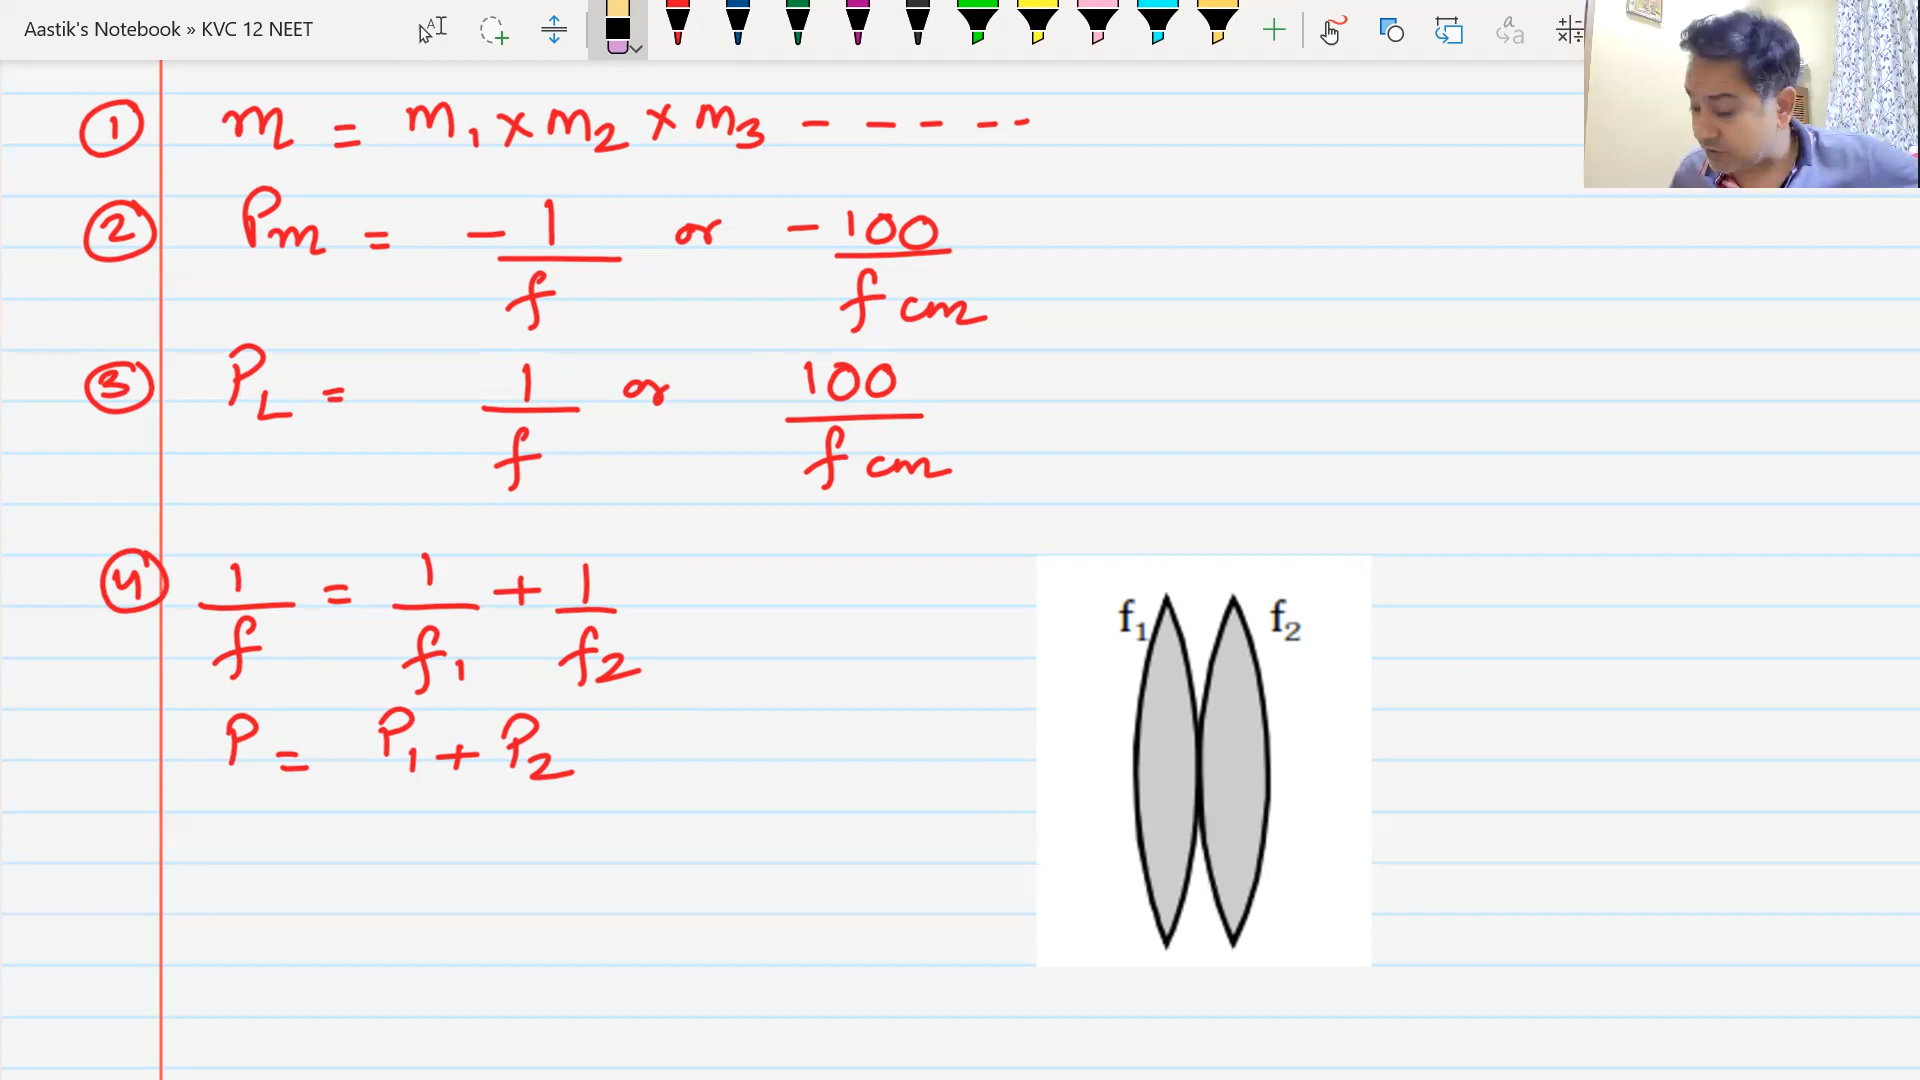 Aastik's Notebook » KVC 12 NEET
① m = m₁ × m₂ × m₃ - - - - -
② Pm = - 1/f or - 100/f cm
③ PL = 1/f or 100/f cm
④ 1/f = 1/f₁ + 1/f₂
P = P₁ + P₂
f₁ f₂